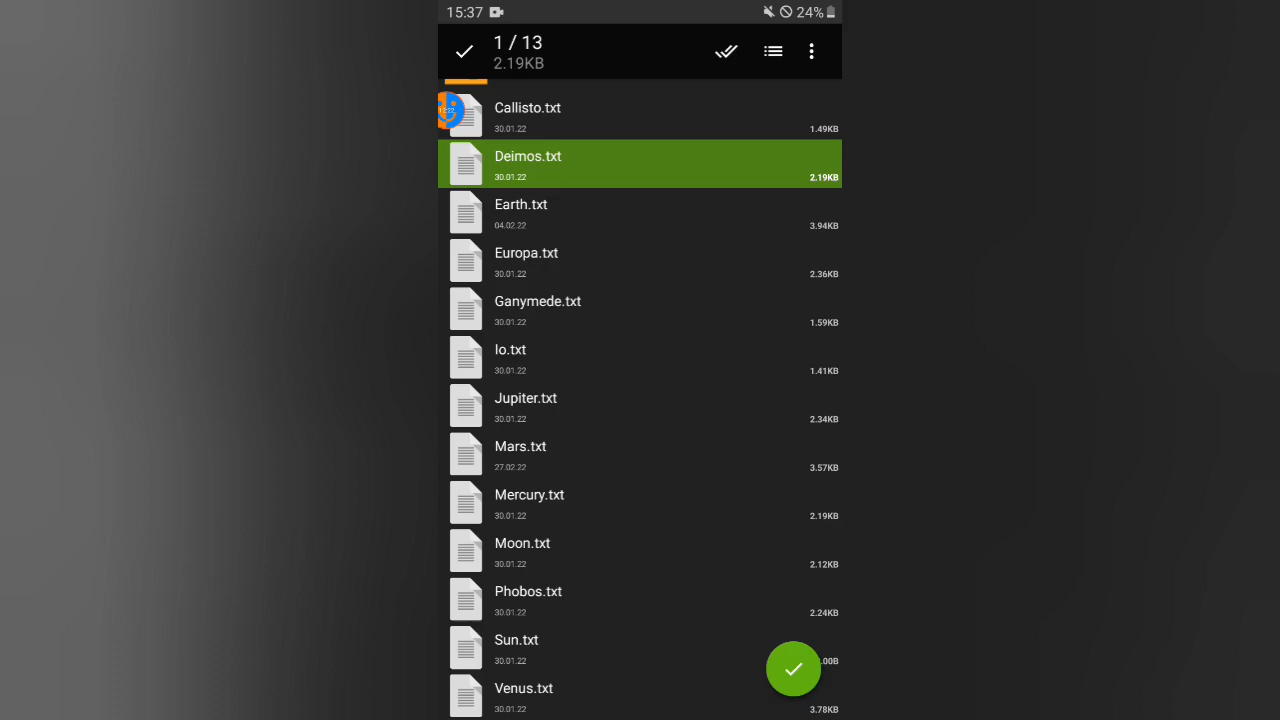 15:37
24%
1 / 13
2.19KB
Callisto.txt
30.01.22
1.49KB
Deimos.txt
30.01.22
2.19KB
Earth.txt
04.02.22
3.94KB
Europa.txt
30.01.22
2.36KB
Ganymede.txt
30.01.22
1.59KB
Io.txt
30.01.22
1.41KB
Jupiter.txt
30.01.22
2.34KB
Mars.txt
27.02.22
3.57KB
Mercury.txt
30.01.22
2.19KB
Moon.txt
30.01.22
2.12KB
Phobos.txt
30.01.22
2.24KB
Sun.txt
30.01.22
.00B
Venus.txt
30.01.22
3.78KB